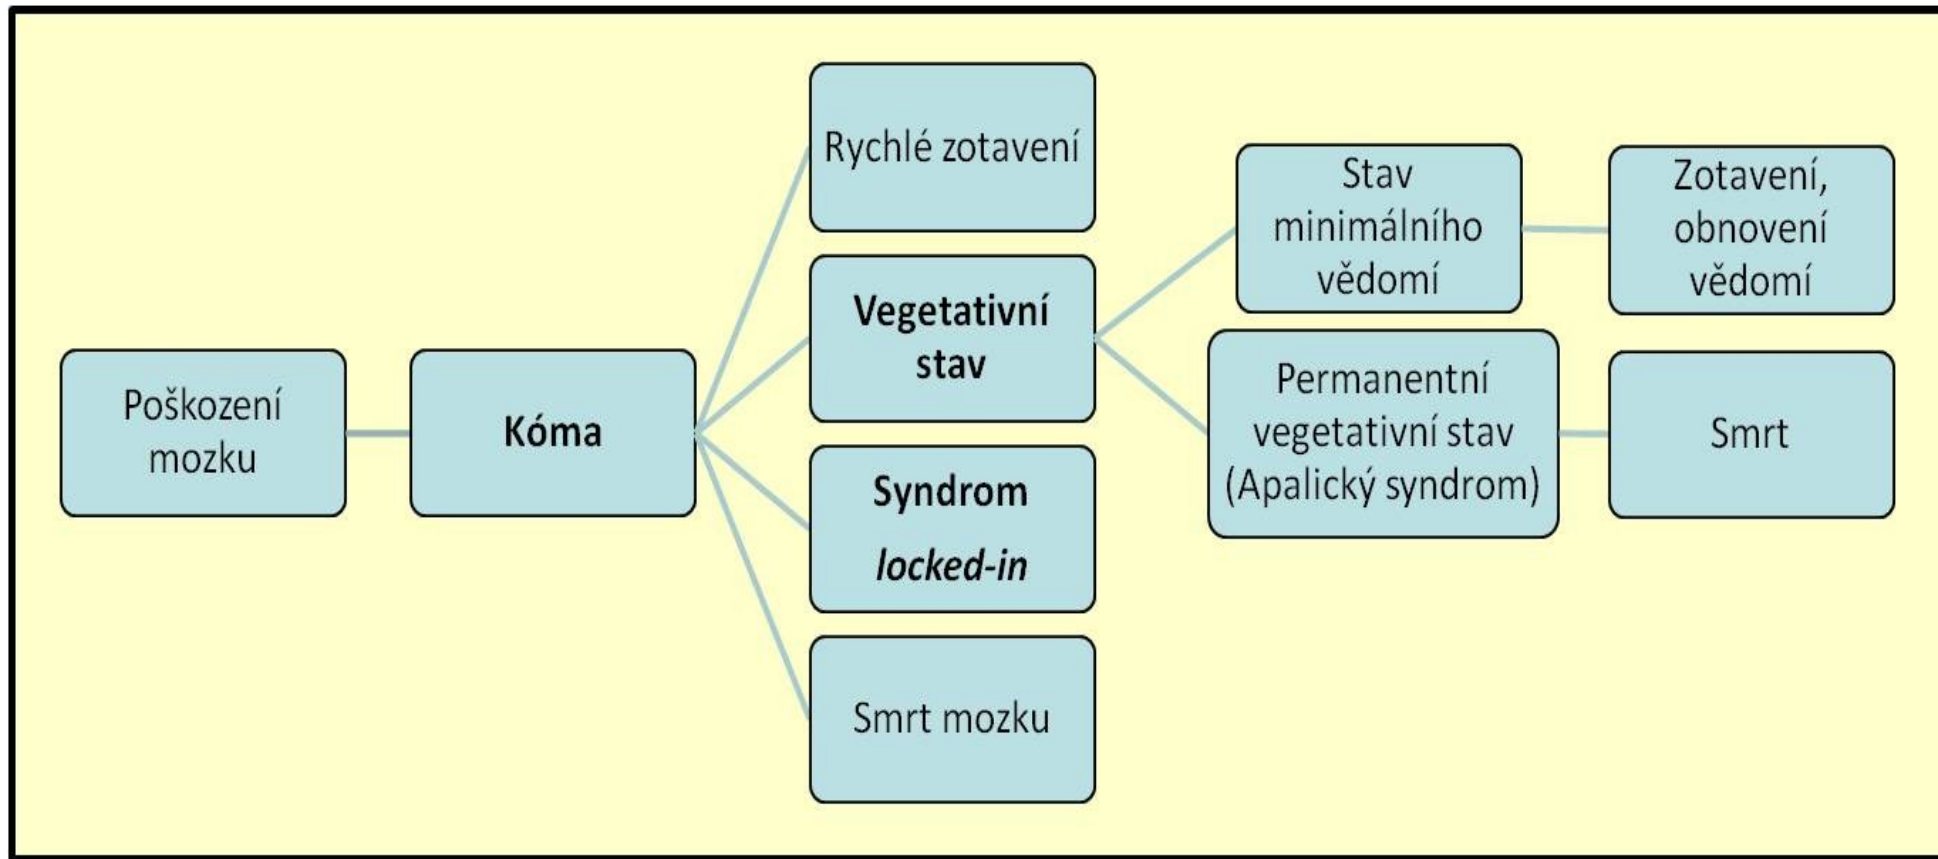 Poškození
mozku
Kóma
Rychlé zotavení
Vegetativní
stav
Syndrom
locked-in
Smrt mozku
Stav
minimálního
vědomí
Permanentní
vegetativní stav
(Apalický syndrom)
Zotavení,
obnovení
vědomí
Smrt